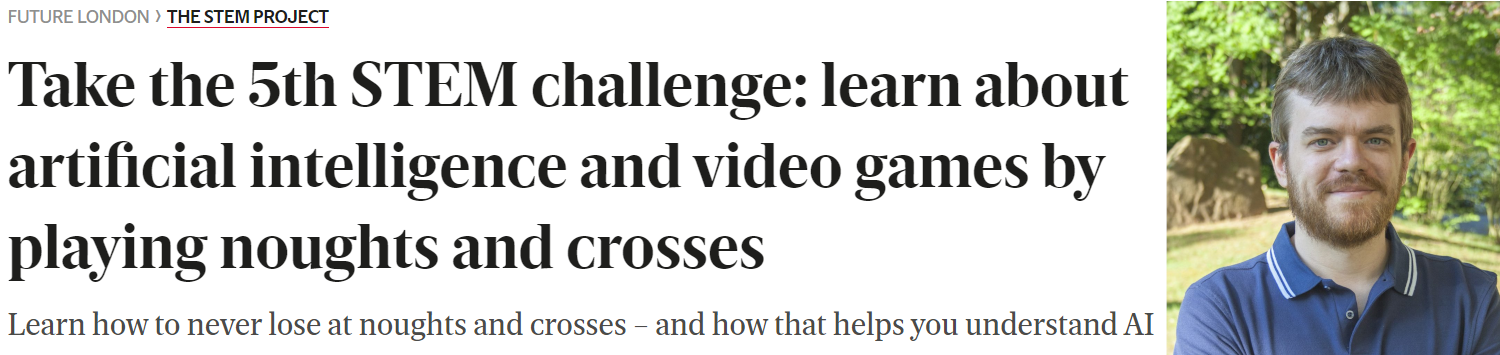 FUTURE LONDON › THE STEM PROJECT
Take the 5th STEM challenge: learn about
artificial intelligence and video games by
playing noughts and crosses
Learn how to never lose at noughts and crosses – and how that helps you understand AI